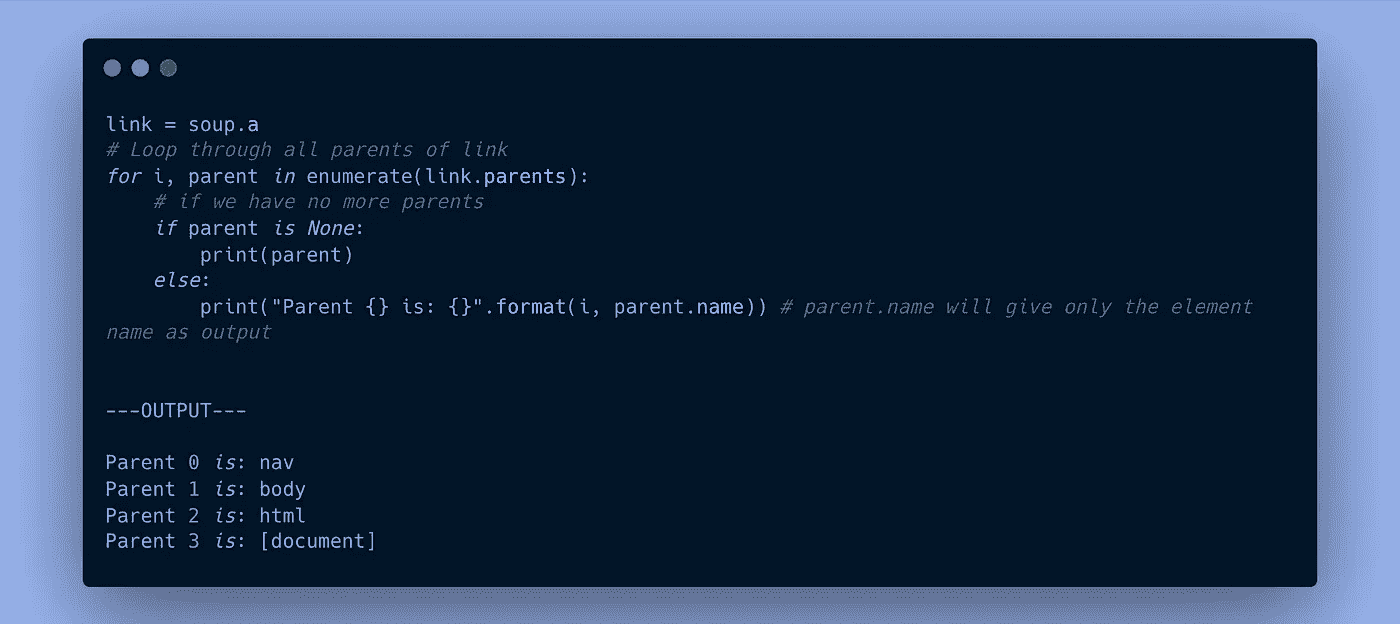 link = soup.a
# Loop through all parents of link
for i, parent in enumerate(link.parents):
    # if we have no more parents
    if parent is None:
        print(parent)
    else:
        print("Parent {} is: {}".format(i, parent.name)) # parent.name will give only the element
name as output
---OUTPUT---
Parent 0 is: nav
Parent 1 is: body
Parent 2 is: html
Parent 3 is: [document]